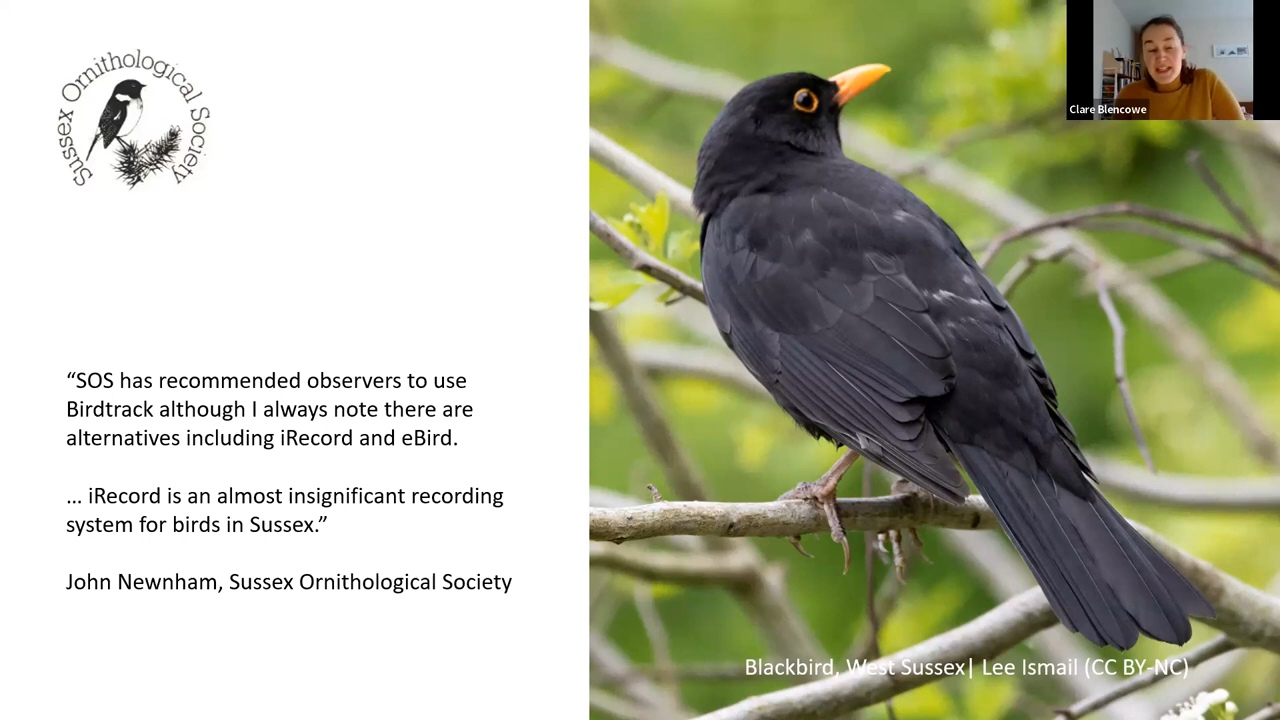 Sussex Ornithological Society
“SOS has recommended observers to use
Birdtrack although I always note there are
alternatives including iRecord and eBird.
... iRecord is an almost insignificant recording
system for birds in Sussex.”
John Newnham, Sussex Ornithological Society
Clare Blencowe
Blackbird, West Sussex| Lee Ismail (CC BY-NC)